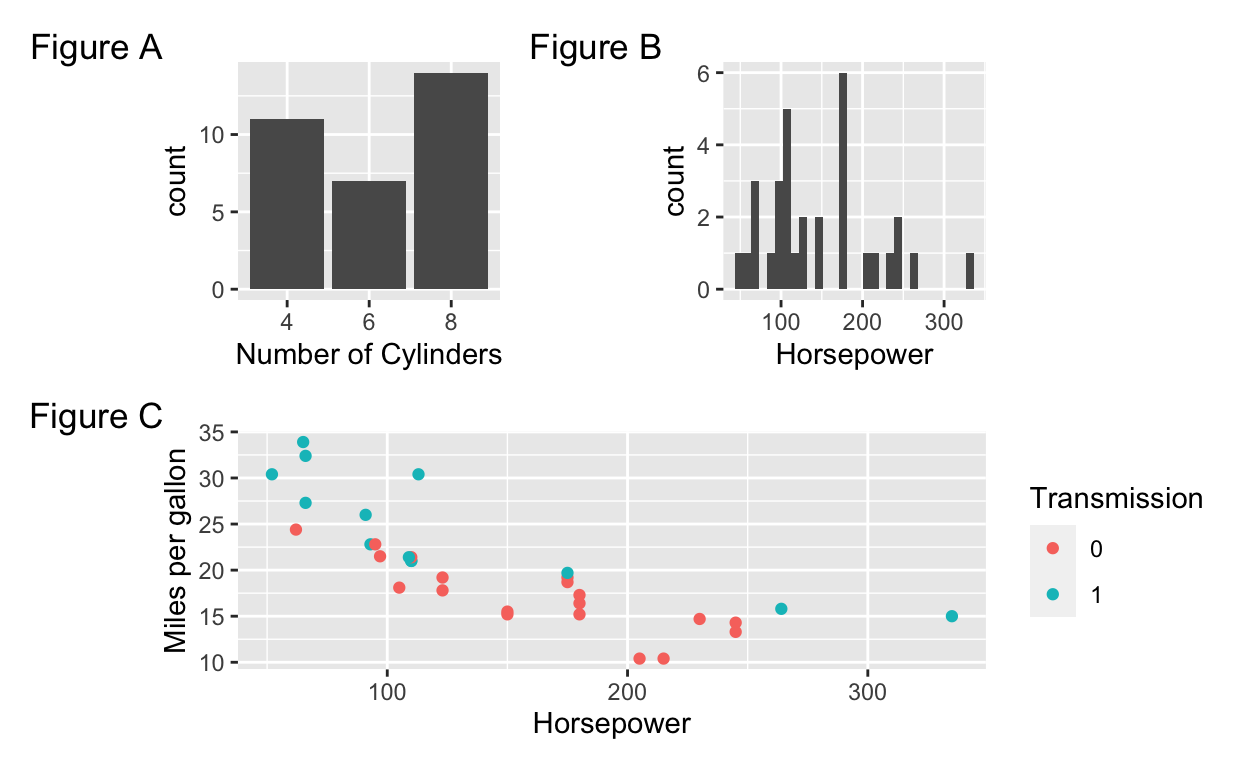 Figure A
10
5
0
count
4 6 8
Number of Cylinders
Figure B
6
4
2
0
count
100 200 300
Horsepower
Figure C
35
30
25
20
15
10
Miles per gallon
100 200 300
Horsepower
Transmission
0
1